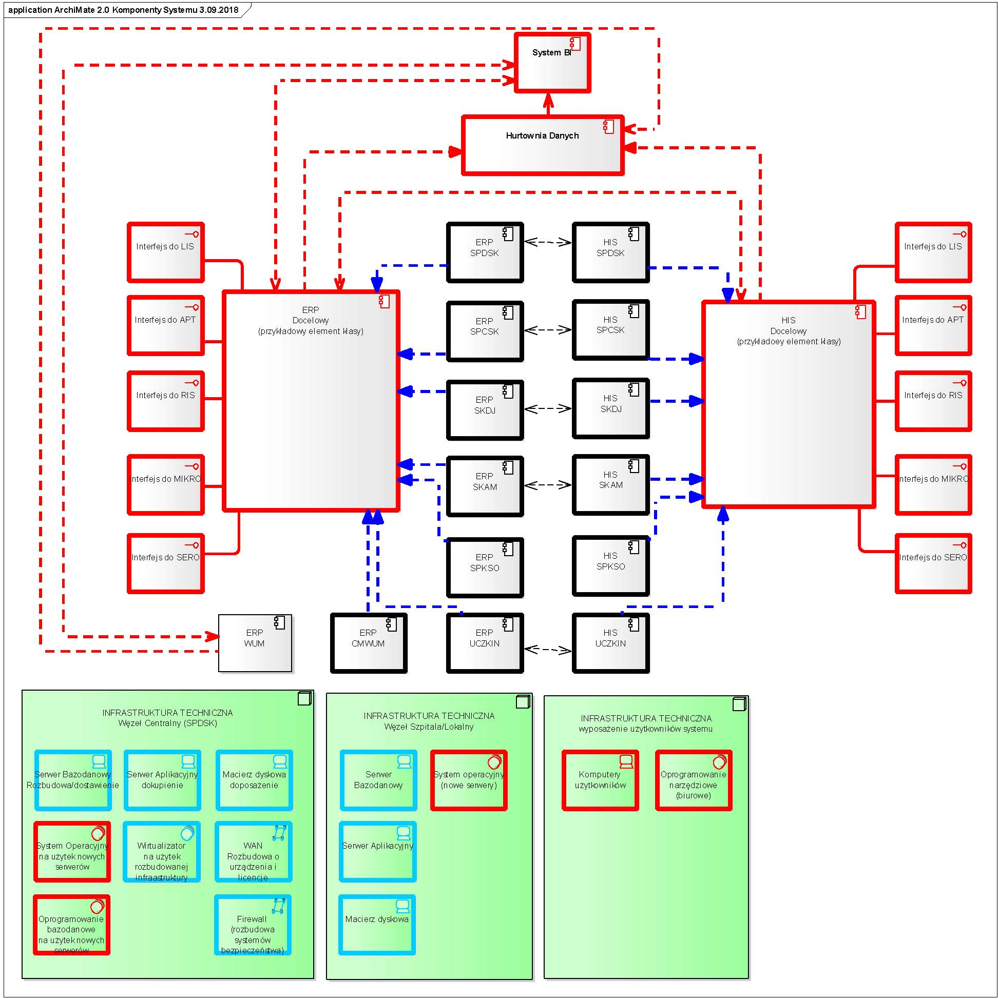 application ArchiMate 2.0 Komponenty Systemu 3.09.2018
System BI
Hurtownia Danych
Interfejs do LIS
ERP
SPDSK
HIS
SPDSK
Interfejs do LIS
Interfejs do APT
ERP
Docelowy
(przykładowy element klasy)
ERP
SPCSK
HIS
SPCSK
HIS
Docelowy
(przykładoey element klasy)
Interfejs do APT
Interfejs do RIS
ERP
SKDJ
HIS
SKDJ
Interfejs do RIS
Interfejs do MIKRO
ERP
SKAM
HIS
SKAM
Interfejs do MIKRO
Interfejs do SERO
ERP
SPKSO
HIS
SPKSO
Interfejs do SERO
ERP
WUM
ERP
CMWUM
ERP
UCZKIN
HIS
UCZKIN
INFRASTRUKTURA TECHNICZNA
Węzeł Centralny (SPDSK)
Serwer Bazodanowy
Rozbudowa/dostawienie
Serwer Aplikacyjny
dokupienie
Macierz dyskowa
doposażenie
System Operacyjny
na użytek nowych
serwerów
Wirtualizator
na użytek
rozbudowanej
infraastruktury
WAN
Rozbudowa o
urządzenia i
licencje
Oprogramowanie
bazodanowe
na użytek nowych
serwerów
Firewall
(rozbudowa
systemów
bezpieczeństwa)
INFRASTRUKTURA TECHNICZNA
Węzeł Szpitala/Lokalny
Serwer
Bazodanowy
System operacyjny
(nowe serwery)
Serwer Aplikacyjny
Macierz dyskowa
INFRASTRUKTURA TECHNICZNA
wyposażenie użytkowników systemu
Komputery
użytkowników
Oprogramowanie
narzędziowe
(biurowe)